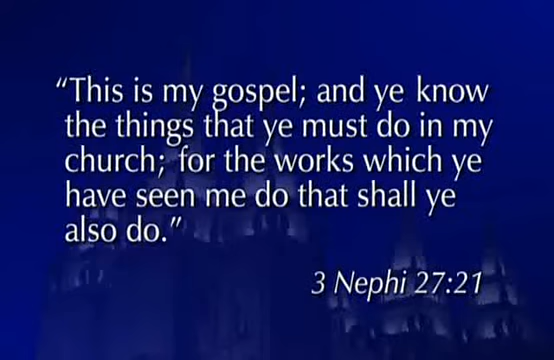 “This is my gospel; and ye know
the things that ye must do in my
church; for the works which ye
have seen me do that shall ye
also do.”
3 Nephi 27:21